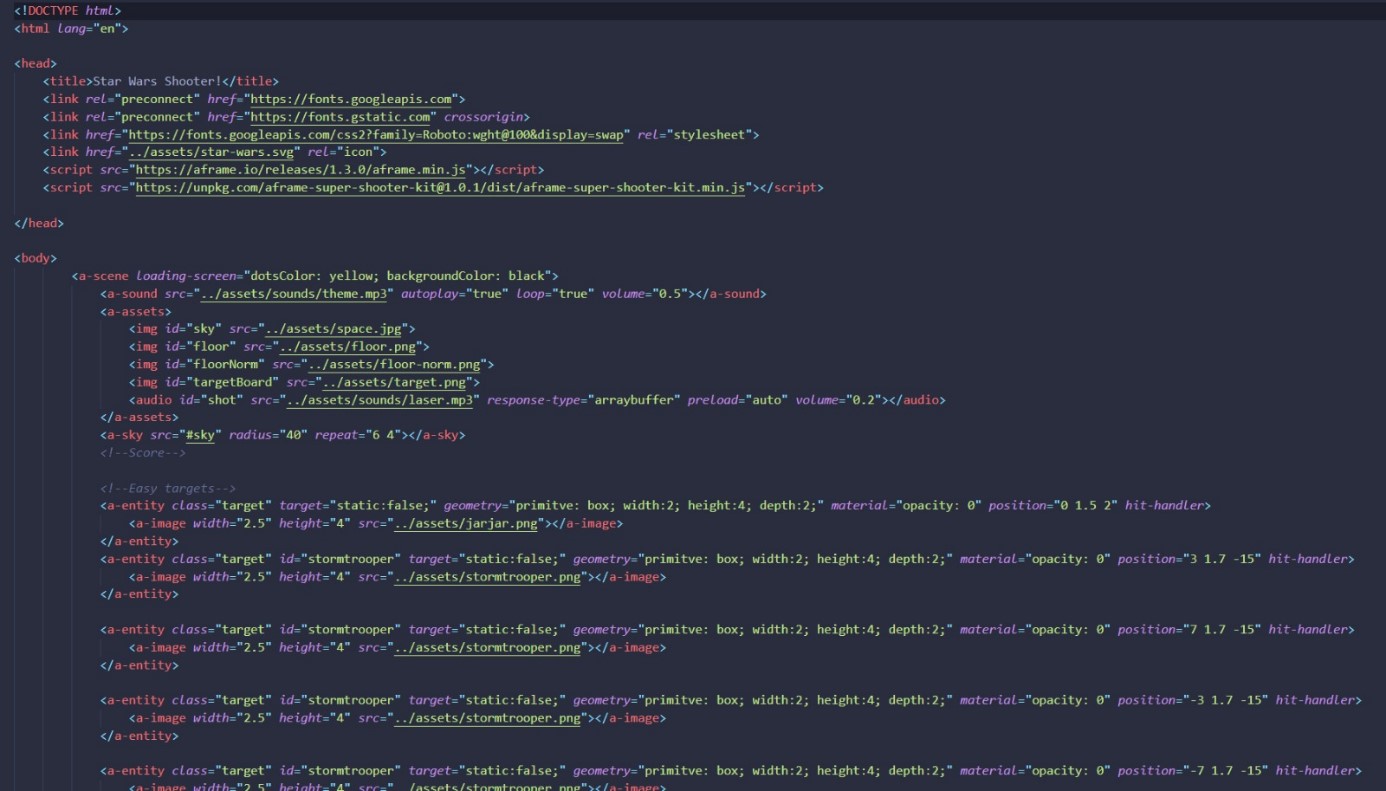 <!DOCTYPE html>
<html lang="en">
<head>
<title>Star Wars Shooter!</title>
<link rel="preconnect" href="https://fonts.googleapis.com">
<link rel="preconnect" href="https://fonts.gstatic.com" crossorigin>
<link href="https://fonts.googleapis.com/css2?family=Roboto:wght@100&display=swap" rel="stylesheet">
<link href="../assets/star-wars.svg" rel="icon">
<script src="https://aframe.io/releases/1.3.0/aframe.min.js"></script>
<script src="https://unpkg.com/aframe-super-shooter-kit@1.0.1/dist/aframe-super-shooter-kit.min.js"></script>
</head>
<body>
<a-scene loading-screen="dotsColor: yellow; backgroundColor: black">
<a-sound src="../assets/sounds/theme.mp3" autoplay="true" loop="true" volume="0.5"></a-sound>
<a-assets>
<img id="sky" src="../assets/space.jpg">
<img id="floor" src="../assets/floor.png">
<img id="floorNorm" src="../assets/floor-norm.png">
<img id="targetBoard" src="../assets/target.png">
<audio id="shot" src="../assets/sounds/laser.mp3" response-type="arraybuffer" preload="auto" volume="0.2"></audio>
</a-assets>
<a-sky src="#sky" radius="40" repeat="6 4"></a-sky>
<!--Score-->
<!--Easy targets-->
<a-entity class="target" target="static:false;" geometry="primitve: box; width:2; height:4; depth:2;" material="opacity: 0" position="0 1.5 2" hit-handler>
<a-image width="2.5" height="4" src="../assets/jarjar.png"></a-image>
</a-entity>
<a-entity class="target" id="stormtrooper" target="static:false;" geometry="primitve: box; width:2; height:4; depth:2;" material="opacity: 0" position="3 1.7 -15" hit-handler>
<a-image width="2.5" height="4" src="../assets/stormtrooper.png"></a-image>
</a-entity>
<a-entity class="target" id="stormtrooper" target="static:false;" geometry="primitve: box; width:2; height:4; depth:2;" material="opacity: 0" position="7 1.7 -15" hit-handler>
<a-image width="2.5" height="4" src="../assets/stormtrooper.png"></a-image>
</a-entity>
<a-entity class="target" id="stormtrooper" target="static:false;" geometry="primitve: box; width:2; height:4; depth:2;" material="opacity: 0" position="-3 1.7 -15" hit-handler>
<a-image width="2.5" height="4" src="../assets/stormtrooper.png"></a-image>
</a-entity>
<a-entity class="target" id="stormtrooper" target="static:false;" geometry="primitve: box; width:2; height:4; depth:2;" material="opacity: 0" position="-7 1.7 -15" hit-handler>
<a-image width="2.5" height="4" src="../assets/stormtrooper.png"></a-image>